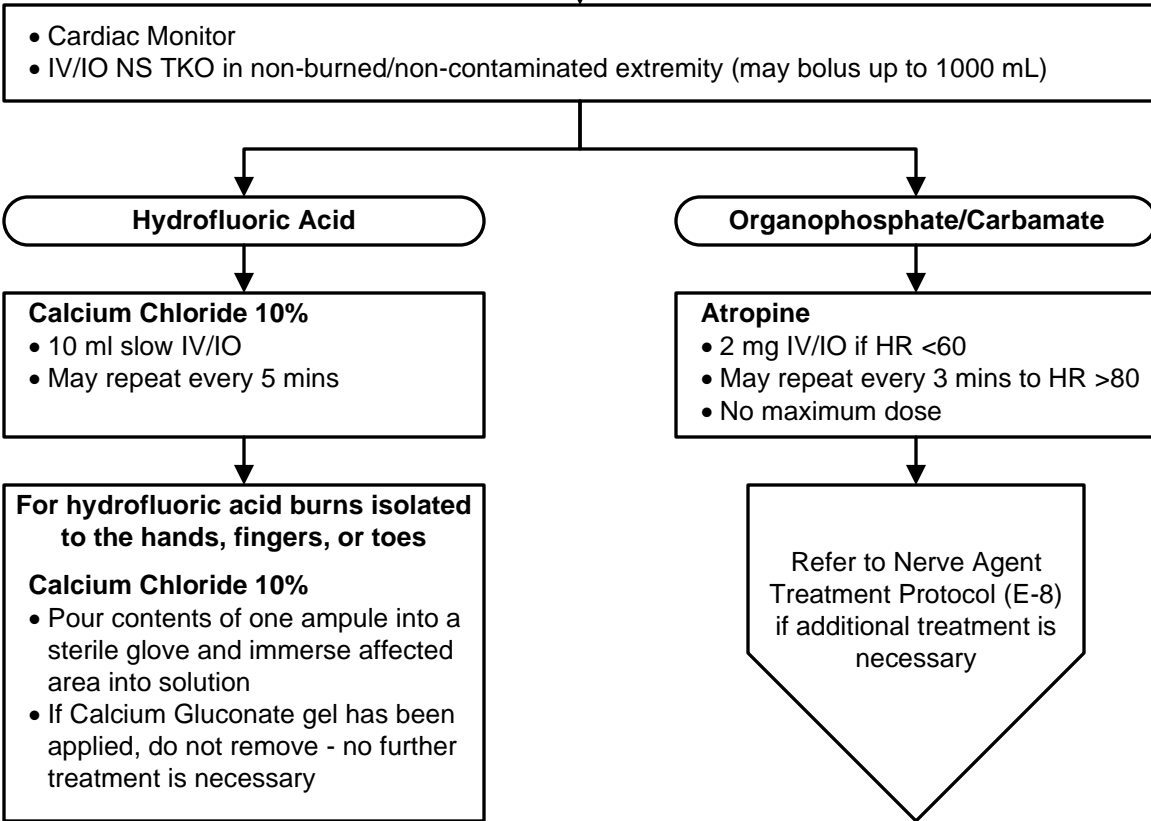 • Cardiac Monitor
• IV/IO NS TKO in non-burned/non-contaminated extremity (may bolus up to 1000 mL)
Hydrofluoric Acid
Calcium Chloride 10%
• 10 ml slow IV/IO
• May repeat every 5 mins
For hydrofluoric acid burns isolated
to the hands, fingers, or toes
Calcium Chloride 10%
• Pour contents of one ampule into a
sterile glove and immerse affected
area into solution
• If Calcium Gluconate gel has been
applied, do not remove - no further
treatment is necessary
Organophosphate/Carbamate
Atropine
• 2 mg IV/IO if HR <60
• May repeat every 3 mins to HR >80
• No maximum dose
Refer to Nerve Agent
Treatment Protocol (E-8)
if additional treatment is
necessary